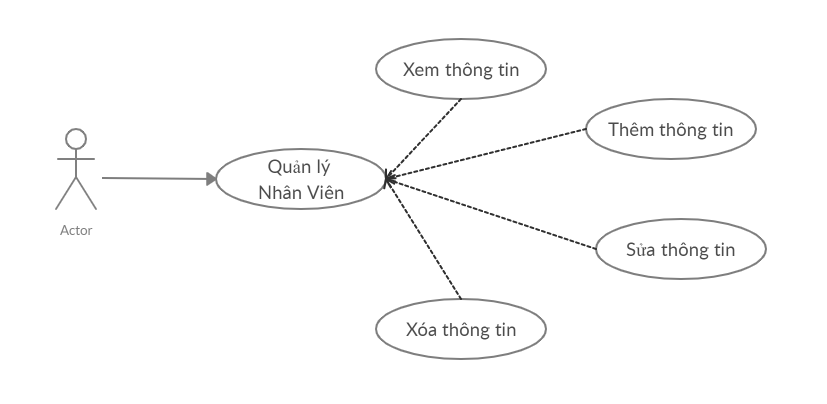 Xem thông tin
Thêm thông tin
Quản lý
Nhân Viên
Actor
Sửa thông tin
Xóa thông tin